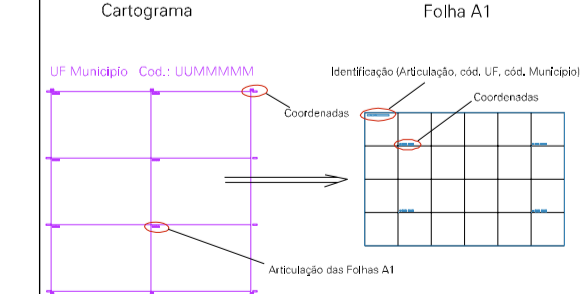 Cartograma
Folha A1
UF Município Cod.: UUMMMMM
Identificação (Articulação, cód. UF, cód. Município)
Coordenadas
Coordenadas
Articulação das Folhas A1